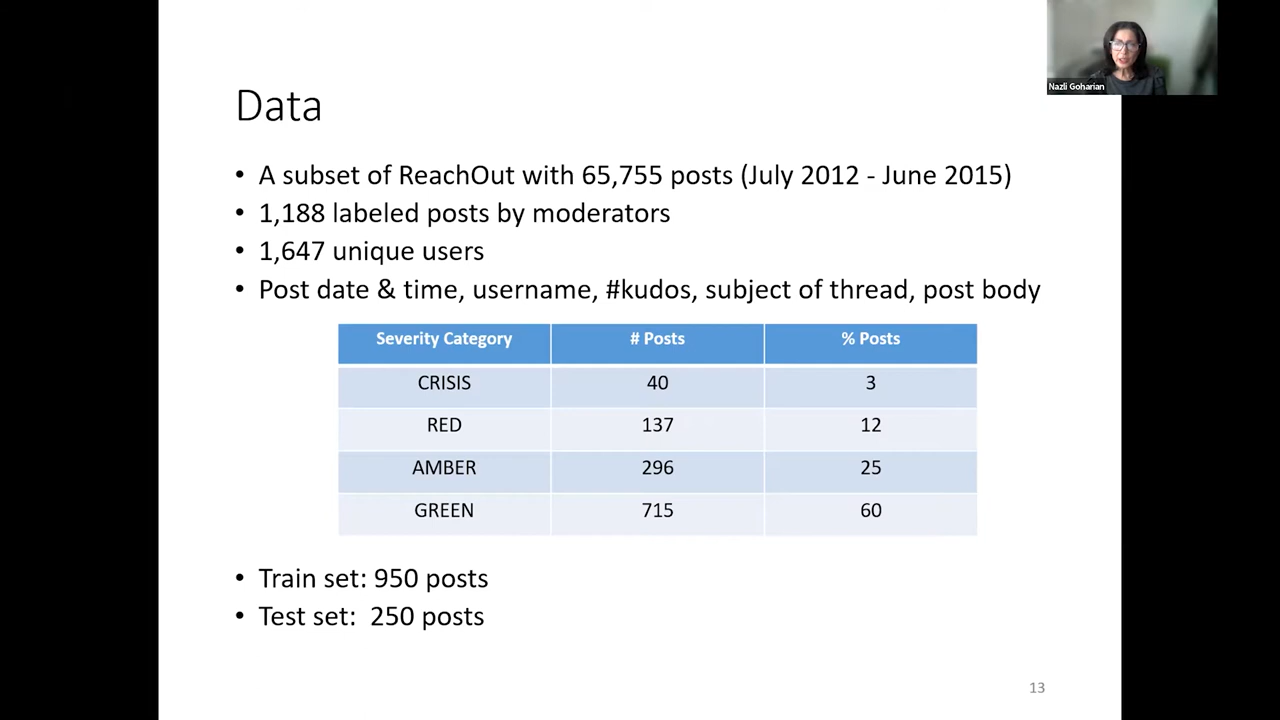 Nazli Goharian
Data
• A subset of ReachOut with 65,755 posts (July 2012 - June 2015)
• 1,188 labeled posts by moderators
• 1,647 unique users
• Post date & time, username, #kudos, subject of thread, post body
Severity Category # Posts % Posts
CRISIS 40 3
RED 137 12
AMBER 296 25
GREEN 715 60
• Train set: 950 posts
• Test set: 250 posts
13